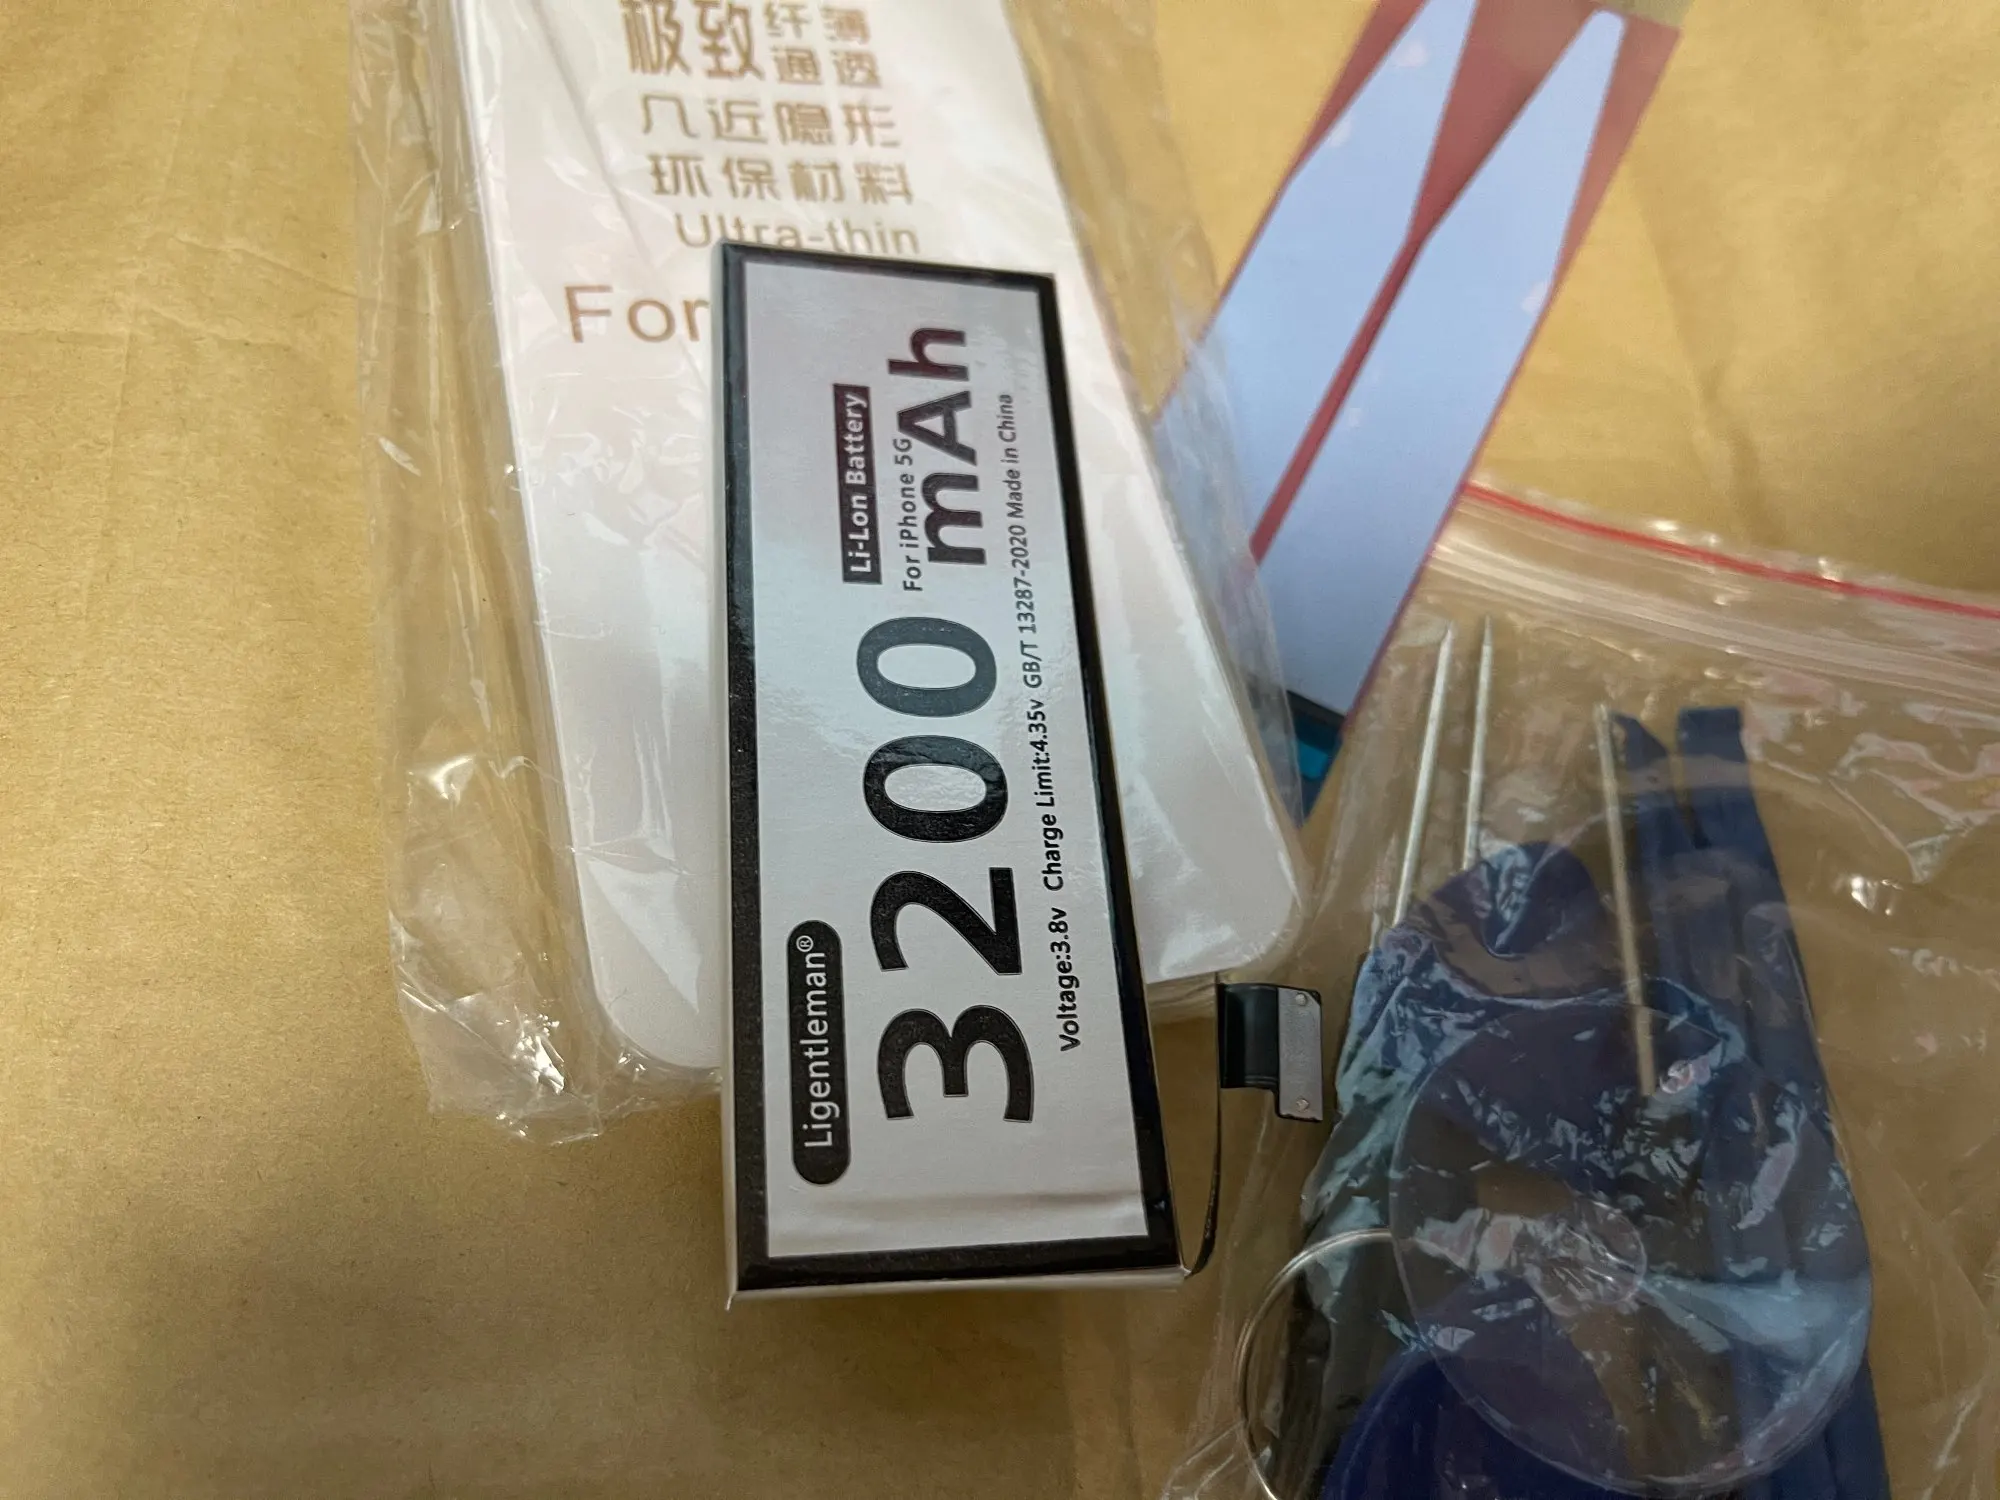 极致 纤薄
通透
几近隐形
环保材料
Ultra-thin
For
Ligentleman®
Li-Lon Battery
For iPhone 5G
3200 mAh
Voltage:3.8v Charge Limit:4.35v GB/T 13287-2020 Made in China